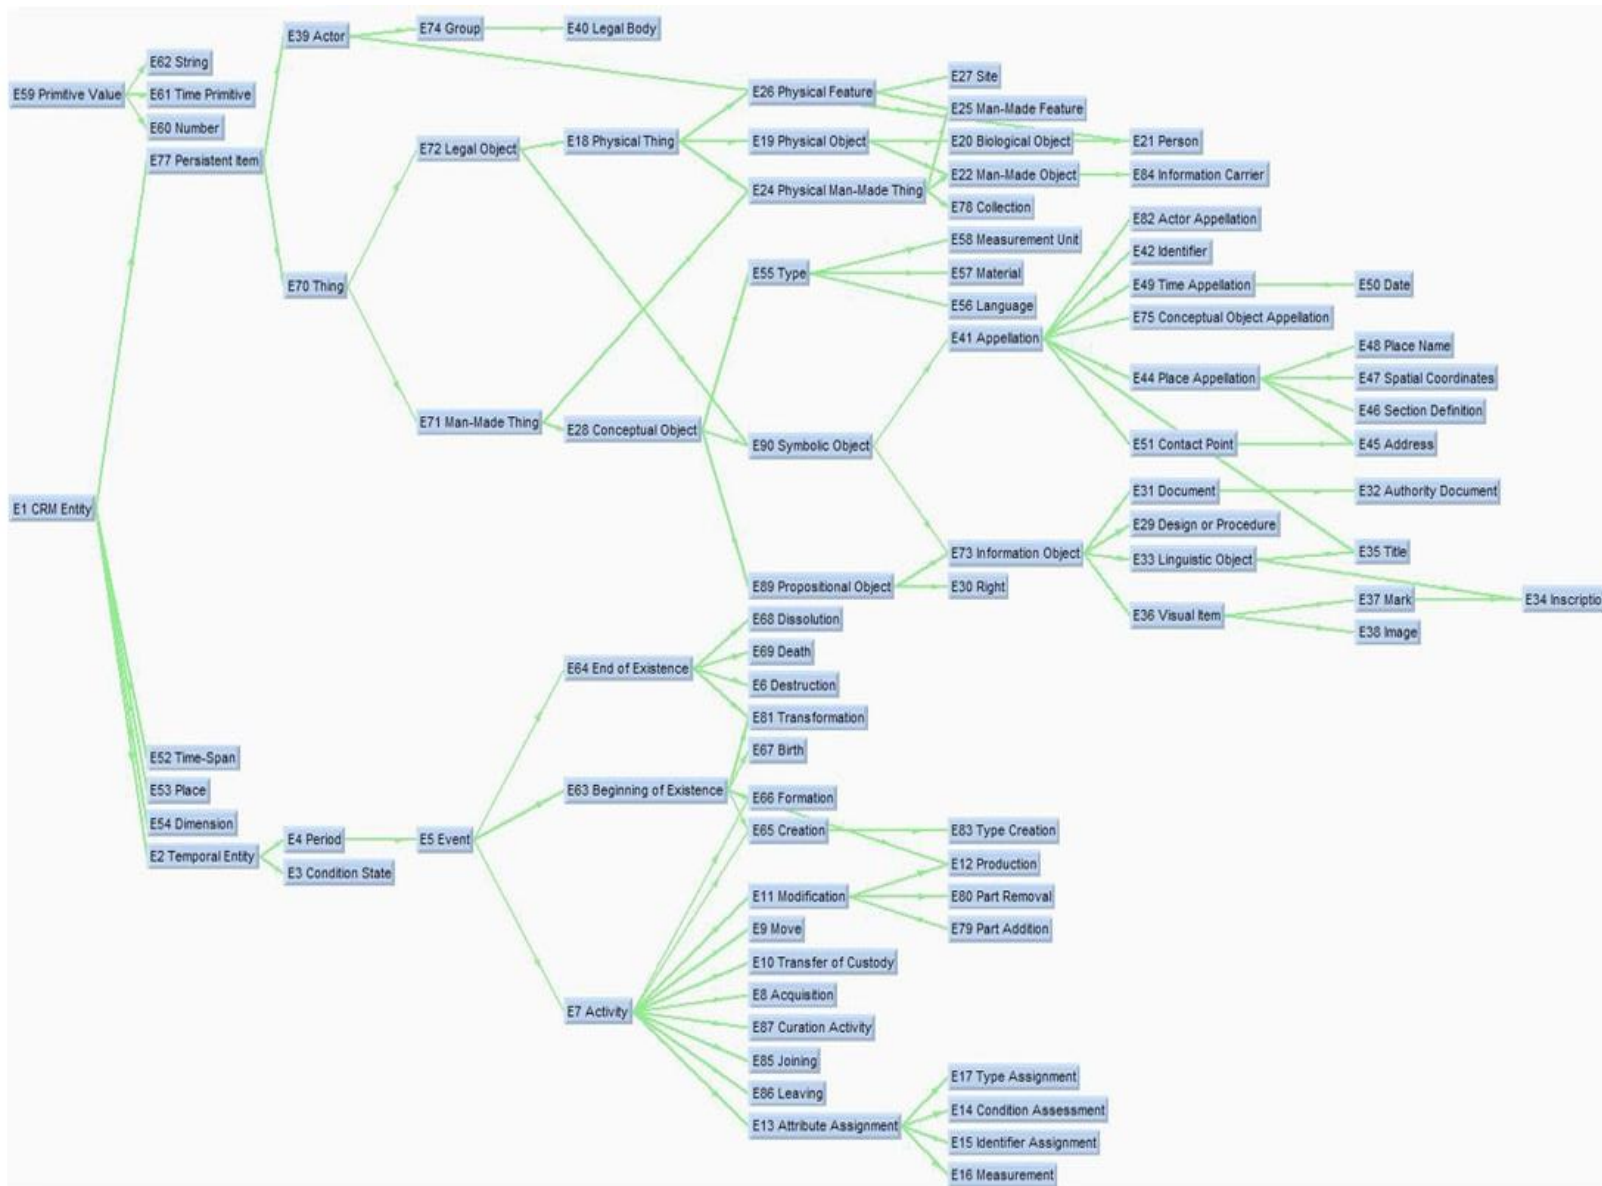 E59 Primitive Value
E62 String
E61 Time Primitive
E60 Number
E1 CRM Entity
E77 Persistent Item
E52 Time-Span
E53 Place
E54 Dimension
E2 Temporal Entity
E39 Actor
E70 Thing
E4 Period
E3 Condition State
E74 Group
E72 Legal Object
E71 Man-Made Thing
E5 Event
E40 Legal Body
E18 Physical Thing
E28 Conceptual Object
E64 End of Existence
E63 Beginning of Existence
E7 Activity
E26 Physical Feature
E19 Physical Object
E24 Physical Man-Made Thing
E55 Type
E90 Symbolic Object
E89 Propositional Object
E68 Dissolution
E69 Death
E6 Destruction
E81 Transformation
E67 Birth
E66 Formation
E65 Creation
E11 Modification
E9 Move
E10 Transfer of Custody
E8 Acquisition
E87 Curation Activity
E85 Joining
E86 Leaving
E13 Attribute Assignment
E27 Site
E25 Man-Made Feature
E20 Biological Object
E22 Man-Made Object
E78 Collection
E58 Measurement Unit
E57 Material
E56 Language
E41 Appellation
E73 Information Object
E30 Right
E83 Type Creation
E12 Production
E80 Part Removal
E79 Part Addition
E17 Type Assignment
E14 Condition Assessment
E15 Identifier Assignment
E16 Measurement
E21 Person
E84 Information Carrier
E82 Actor Appellation
E42 Identifier
E49 Time Appellation
E75 Conceptual Object Appellation
E44 Place Appellation
E51 Contact Point
E31 Document
E29 Design or Procedure
E33 Linguistic Object
E36 Visual Item
E50 Date
E48 Place Name
E47 Spatial Coordinates
E46 Section Definition
E45 Address
E32 Authority Document
E35 Title
E37 Mark
E38 Image
E34 Inscriptio